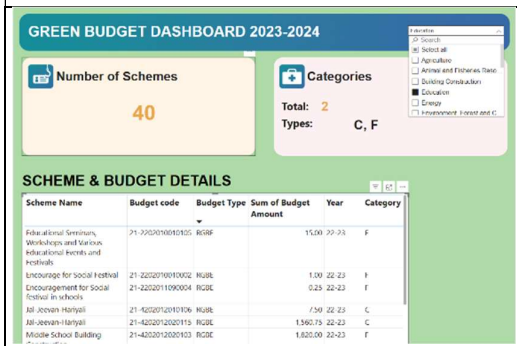 GREEN BUDGET DASHBOARD 2023-2024
Education
Search
Select all
Agriculture
Animal and Fisheries Reso
Building Construction
Education
Energy
Environment, Forest and C
Number of Schemes
40
Categories
Total: 2
Types: C, F
SCHEME & BUDGET DETAILS
Scheme Name Budget code Budget Type Sum of Budget Year Category
Amount
Educational Seminars, 21-2202010010105 RGBE 15.00 22-23 F
Workshops and Various
Educational Events and
Festivals
Encourage for Social Festival 21-2202010010002 RGBE 1.00 22-23 F
Encouragement for Social 21-2202011090004 RGBE 0.25 22-23 F
festival in schools
Jal-Jeevan-Hariyali 21-4202012010106 RGBE 7.50 22-23 C
Jal-Jeevan-Hariyali 21-4202012020115 RGBE 1,560.75 22-23 C
Middle School Building 21-4202012020103 RGBE 1,820.00 22-23 F